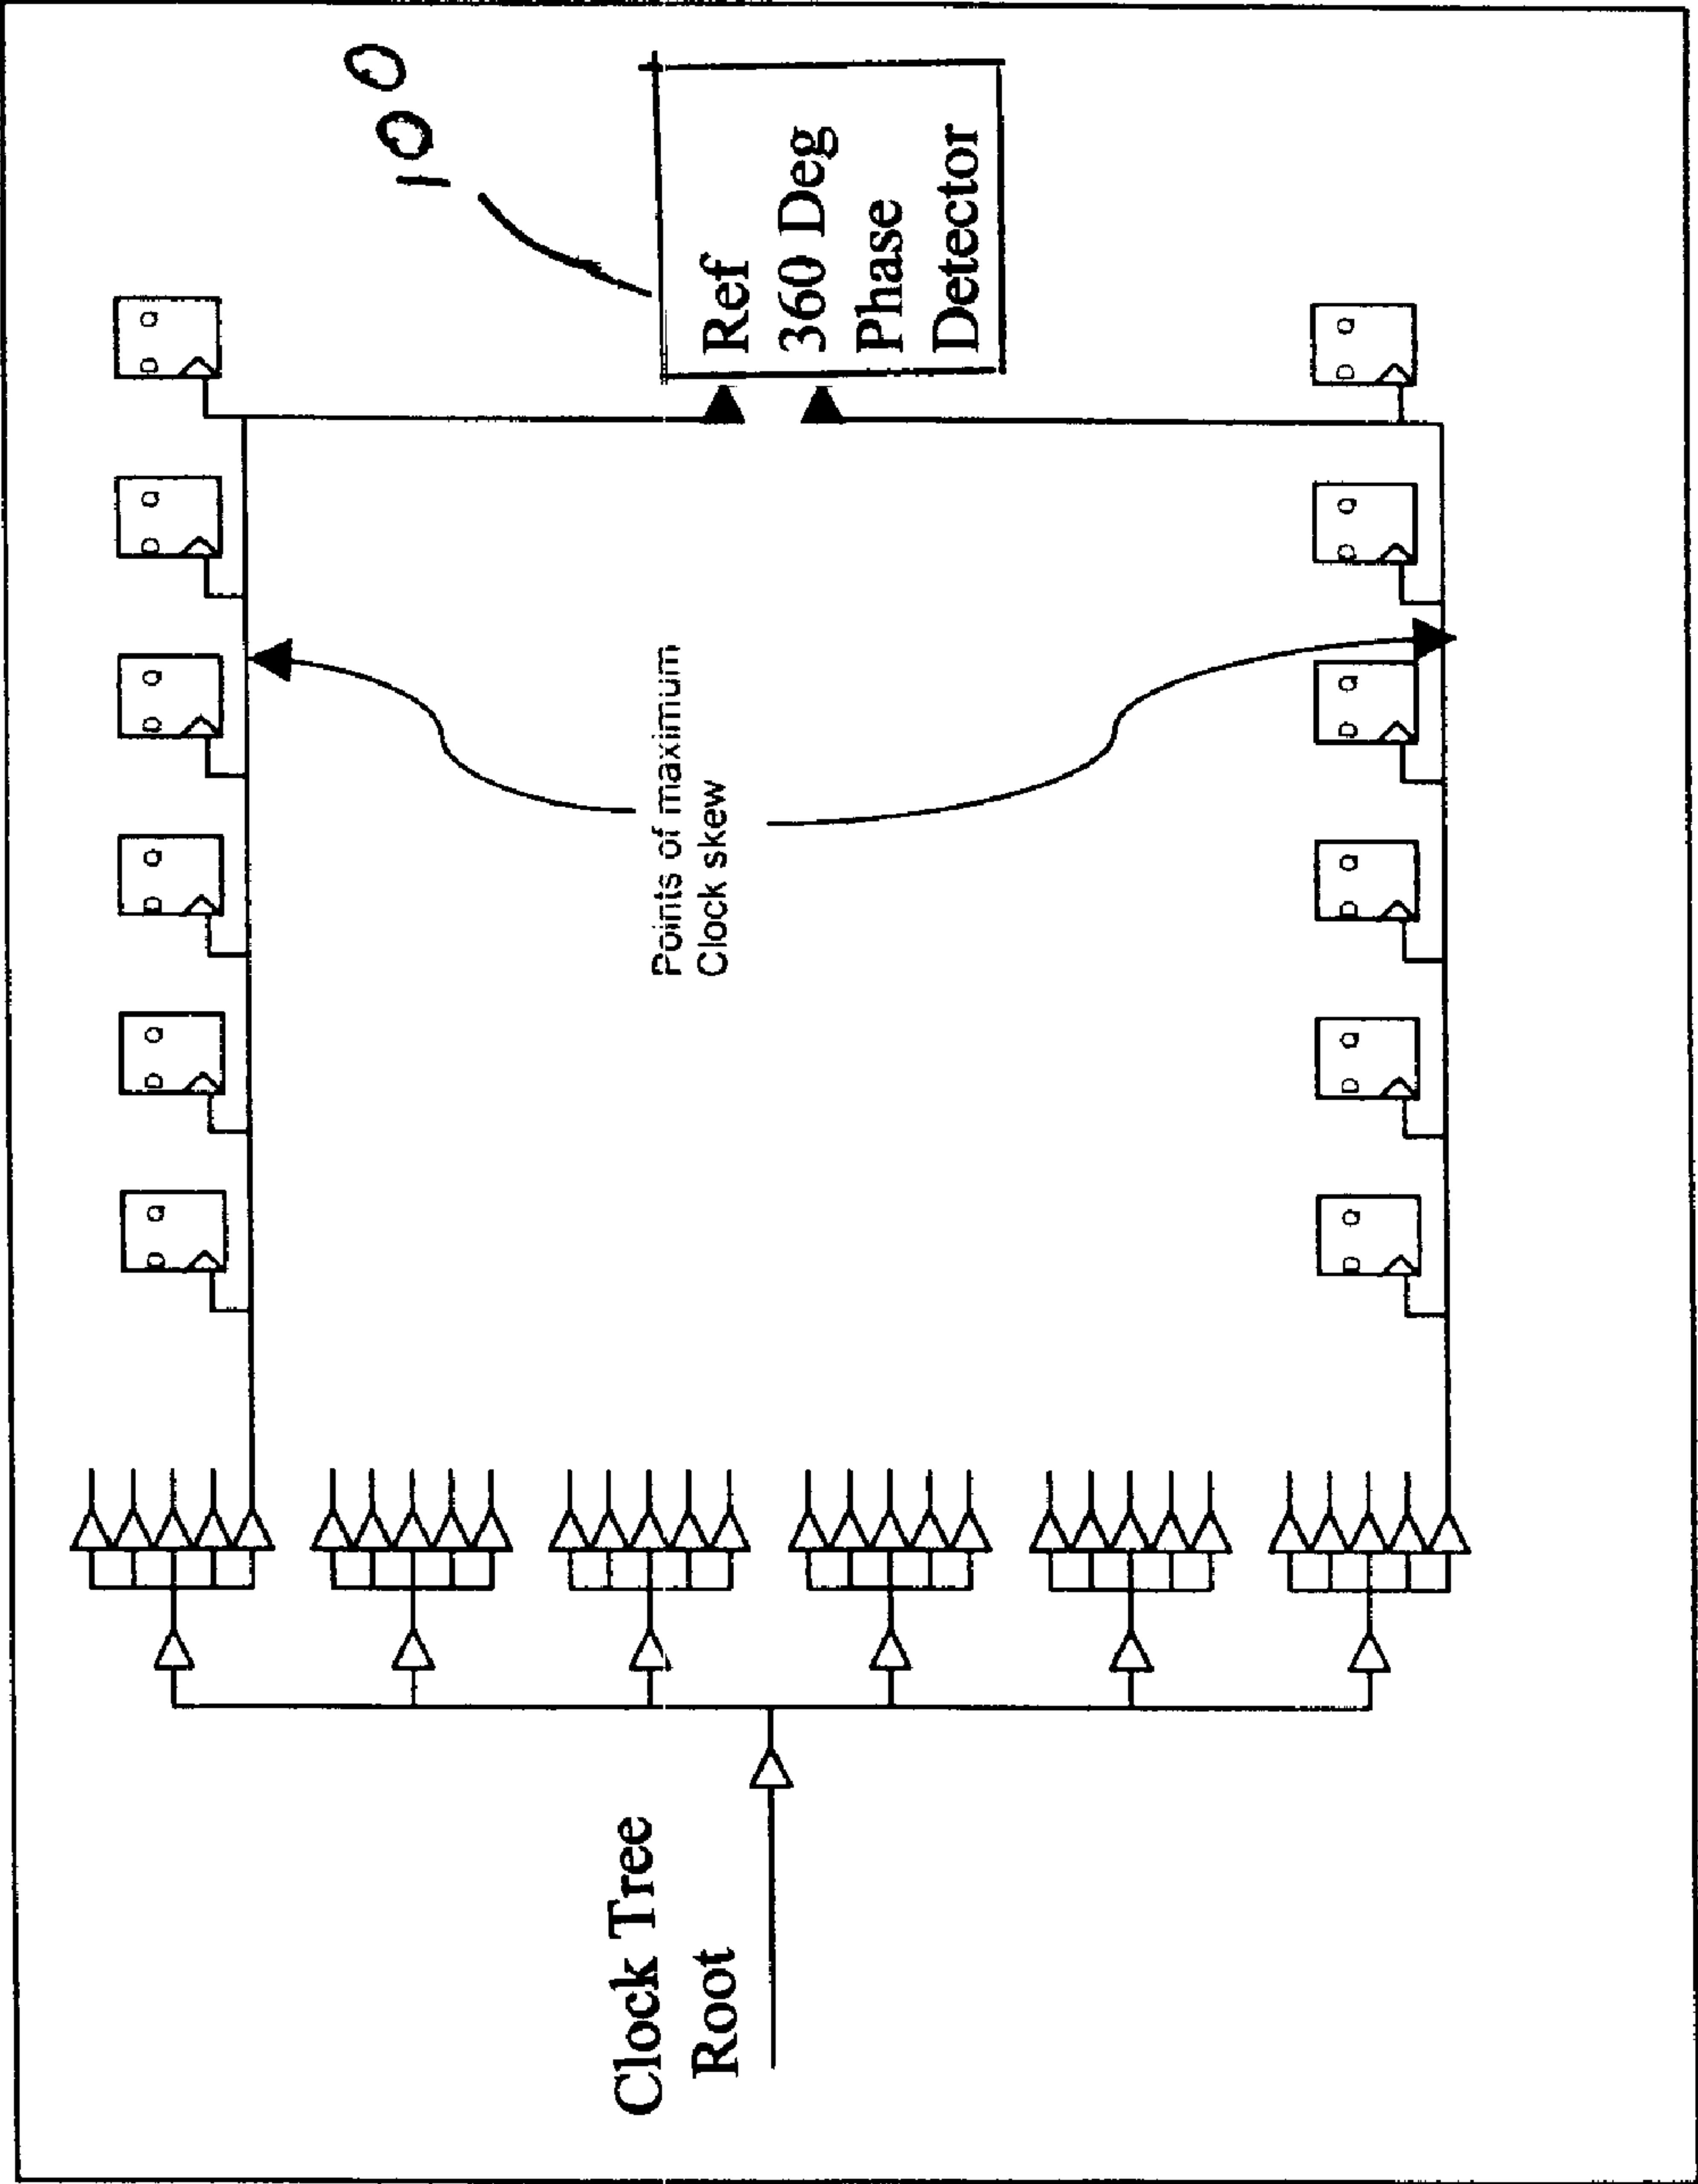 D Q
D Q
D Q
D Q
D Q
D Q
100
Clock Tree
Root
Points of maximum
Clock skew
Ref
360 Deg
Phase
Detector
D Q
D Q
D Q
D Q
D Q
D Q